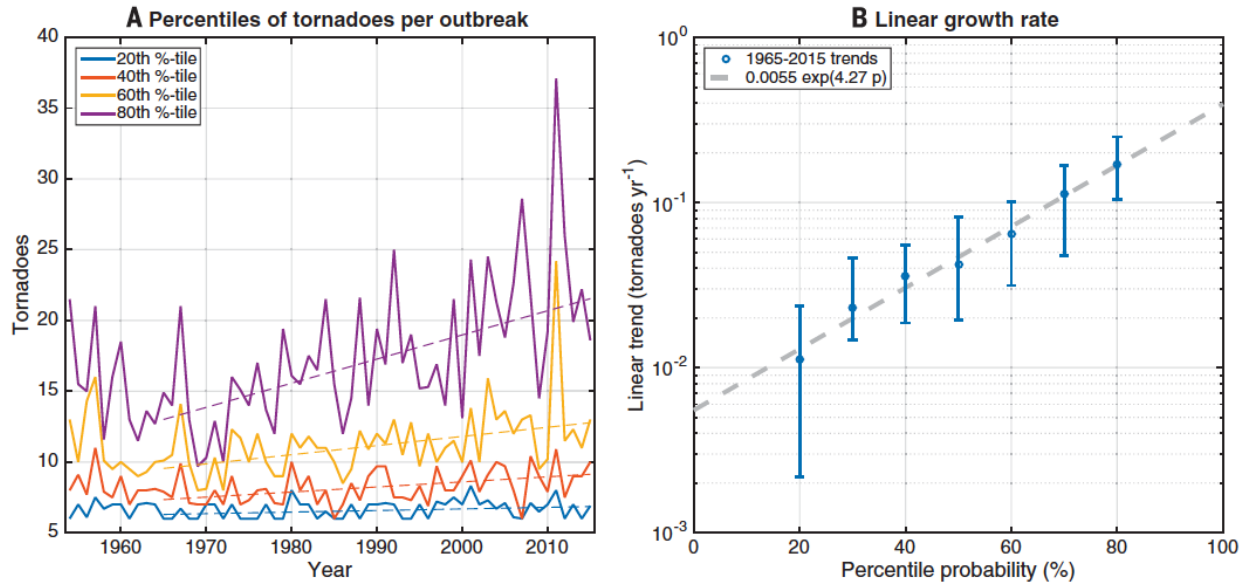 A Percentiles of tornadoes per outbreak
40
35
30
25
20
15
10
5
Tornadoes
20th %-tile
40th %-tile
60th %-tile
80th %-tile
1960
1970
1980
1990
2000
2010
Year
B Linear growth rate
10⁰
10⁻¹
10⁻²
10⁻³
Linear trend (tornadoes yr⁻¹)
1965-2015 trends
0.0055 exp(4.27 p)
0
20
40
60
80
100
Percentile probability (%)